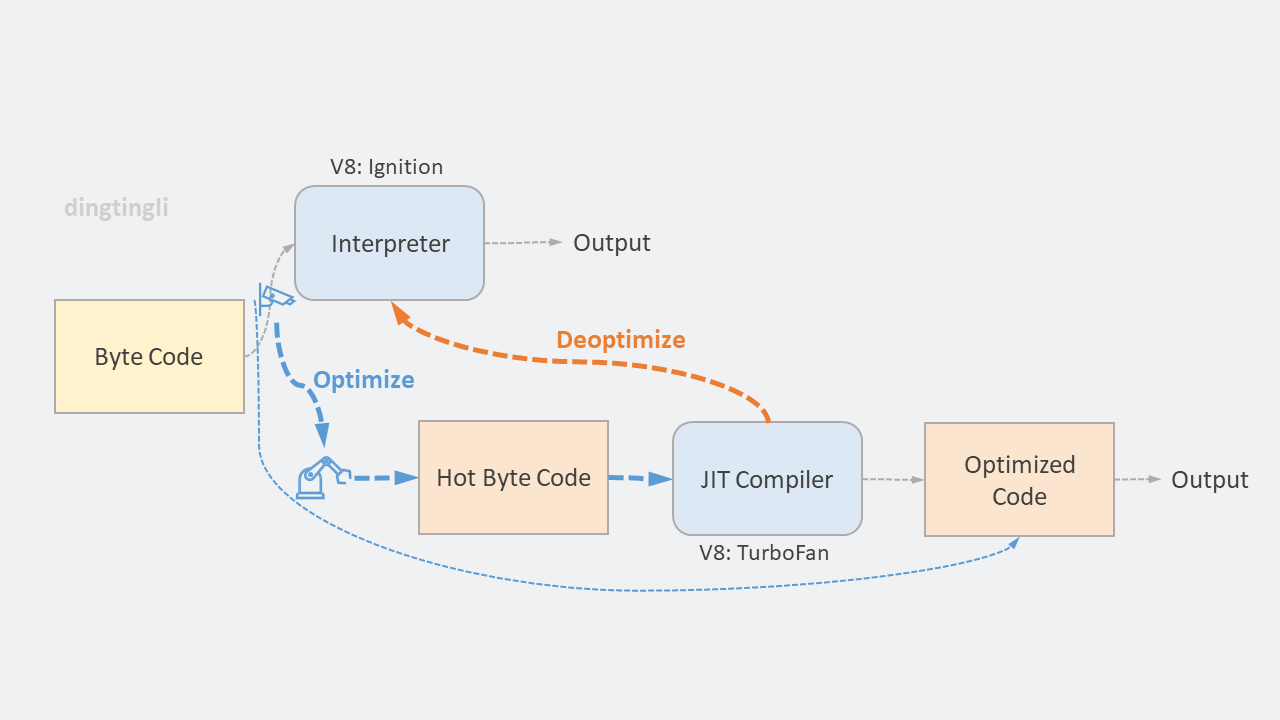 V8: Ignition
dingtingli
Interpreter
Output
Byte Code
Deoptimize
Optimize
Hot Byte Code
JIT Compiler
Optimized
Code
Output
V8: TurboFan